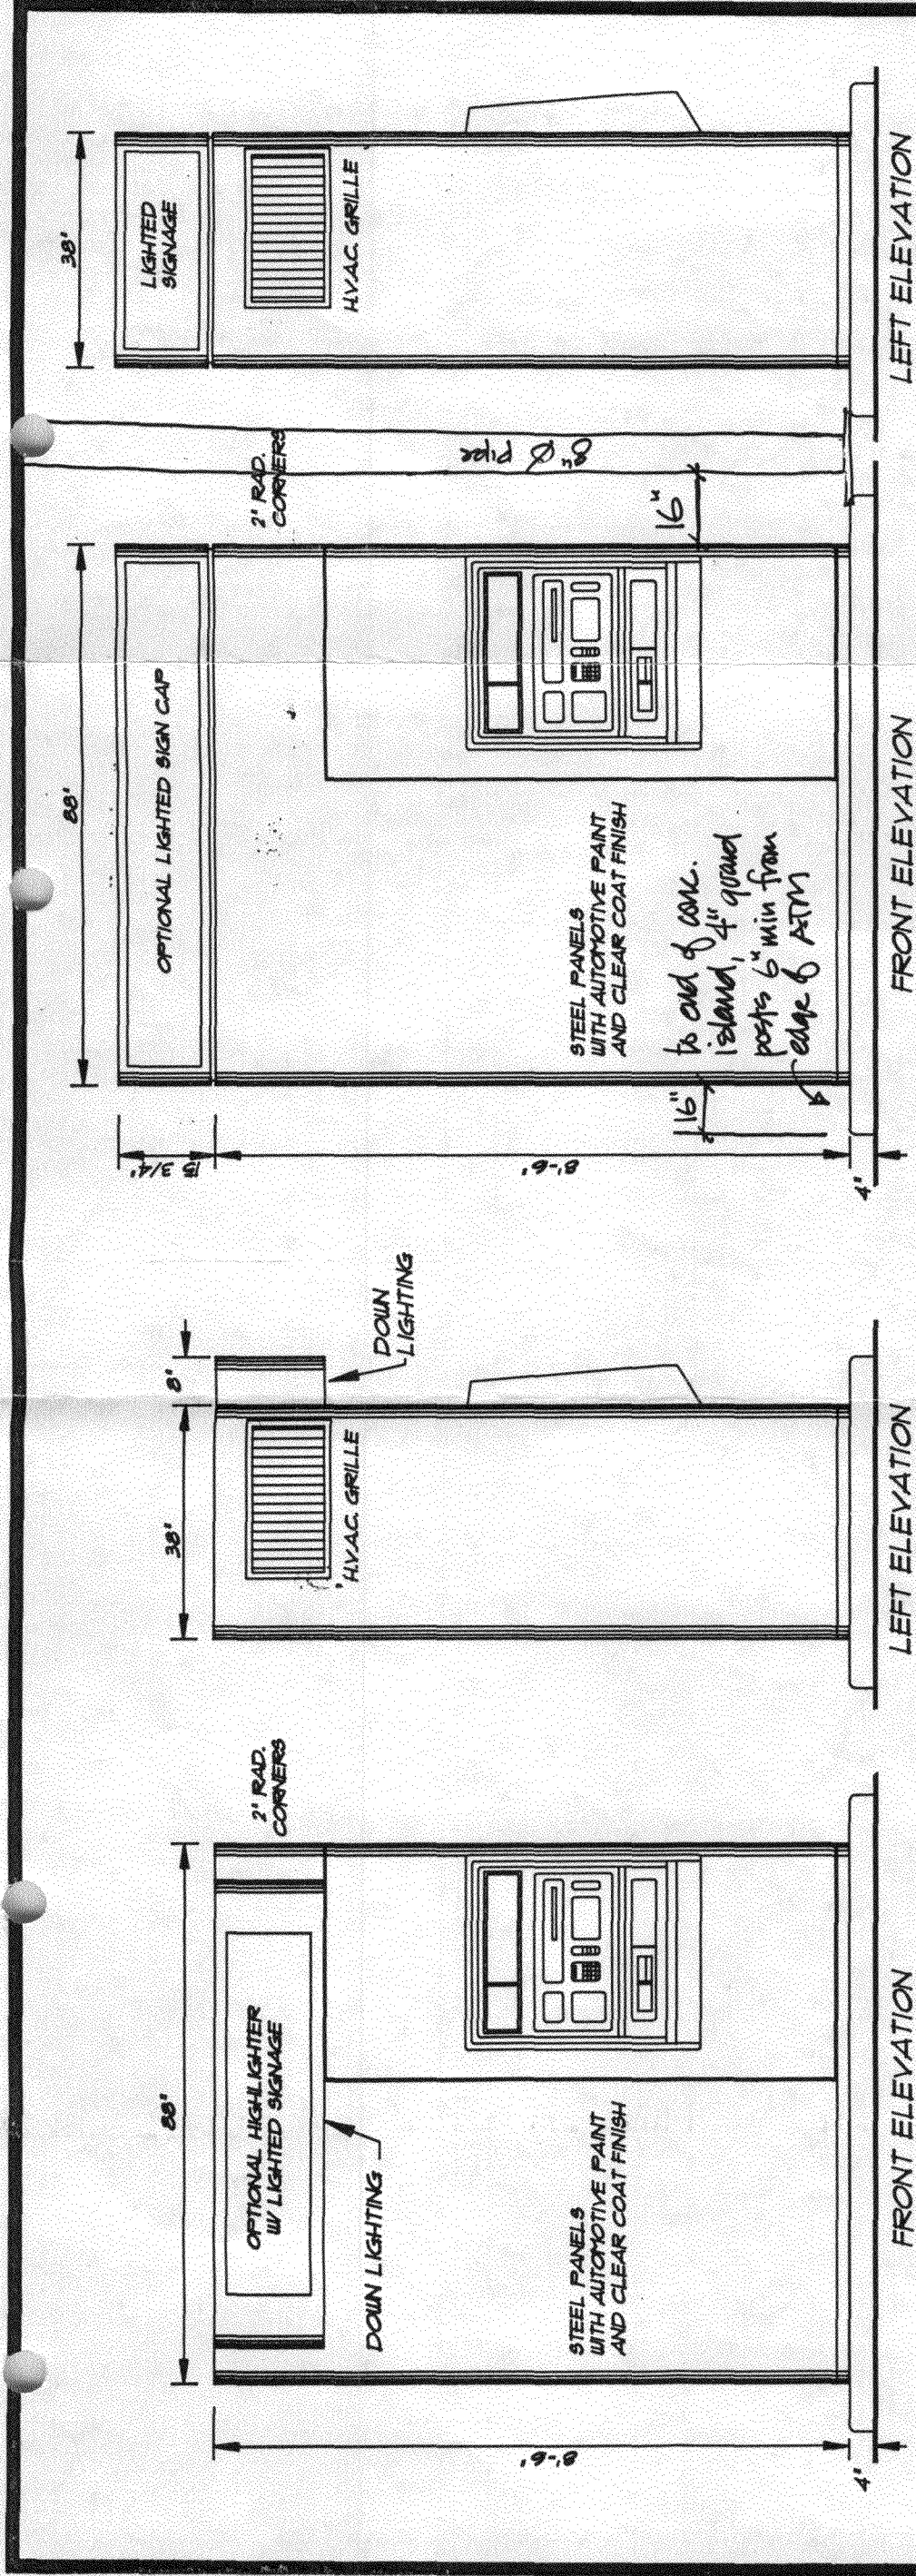 88'
OPTIONAL HIGHLIGHTER
W/ LIGHTED SIGNAGE
2' RAD.
CORNERS
DOWN LIGHTING
8'-6'
STEEL PANELS
WITH AUTOMOTIVE PAINT
AND CLEAR COAT FINISH
4'
FRONT ELEVATION
38'
8'
H.V.A.C. GRILLE
DOWN
LIGHTING
LEFT ELEVATION
88'
15 3/4'
OPTIONAL LIGHTED SIGN CAP
2' RAD.
CORNERS
8'-6'
STEEL PANELS
WITH AUTOMOTIVE PAINT
AND CLEAR COAT FINISH
8" Ø PIPE
16"
16"
to end of conc.
island, 4" guard
posts 6" min from
edge of ATM
4'
FRONT ELEVATION
38'
LIGHTED
SIGNAGE
H.V.A.C. GRILLE
LEFT ELEVATION